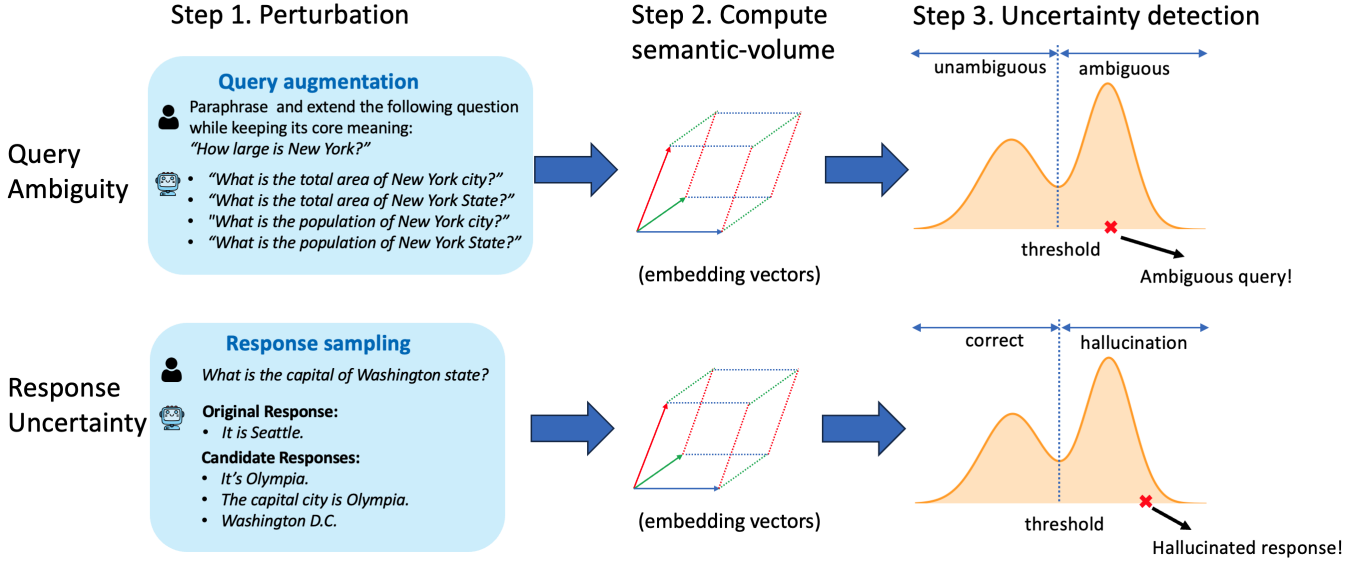 Step 1. Perturbation
Step 2. Compute
semantic-volume
Step 3. Uncertainty detection
Query
Ambiguity
Query augmentation
Paraphrase and extend the following question
while keeping its core meaning:
“How large is New York?”
• “What is the total area of New York city?”
• “What is the total area of New York State?”
• "What is the population of New York city?”
• “What is the population of New York State?”
(embedding vectors)
unambiguous
ambiguous
threshold
Ambiguous query!
Response
Uncertainty
Response sampling
What is the capital of Washington state?
Original Response:
• It is Seattle.
Candidate Responses:
• It’s Olympia.
• The capital city is Olympia.
• Washington D.C.
(embedding vectors)
correct
hallucination
threshold
Hallucinated response!